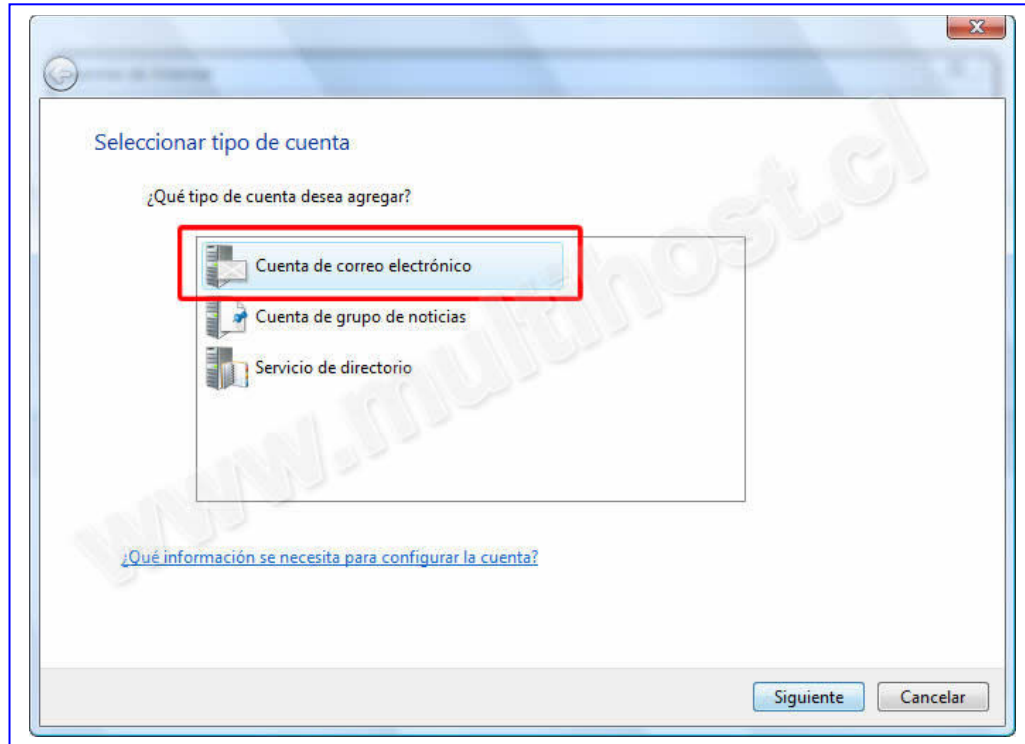 Seleccionar tipo de cuenta
¿Qué tipo de cuenta desea agregar?
Cuenta de correo electrónico
Cuenta de grupo de noticias
Servicio de directorio
www.multihost.cl
¿Qué información se necesita para configurar la cuenta?
Siguiente Cancelar